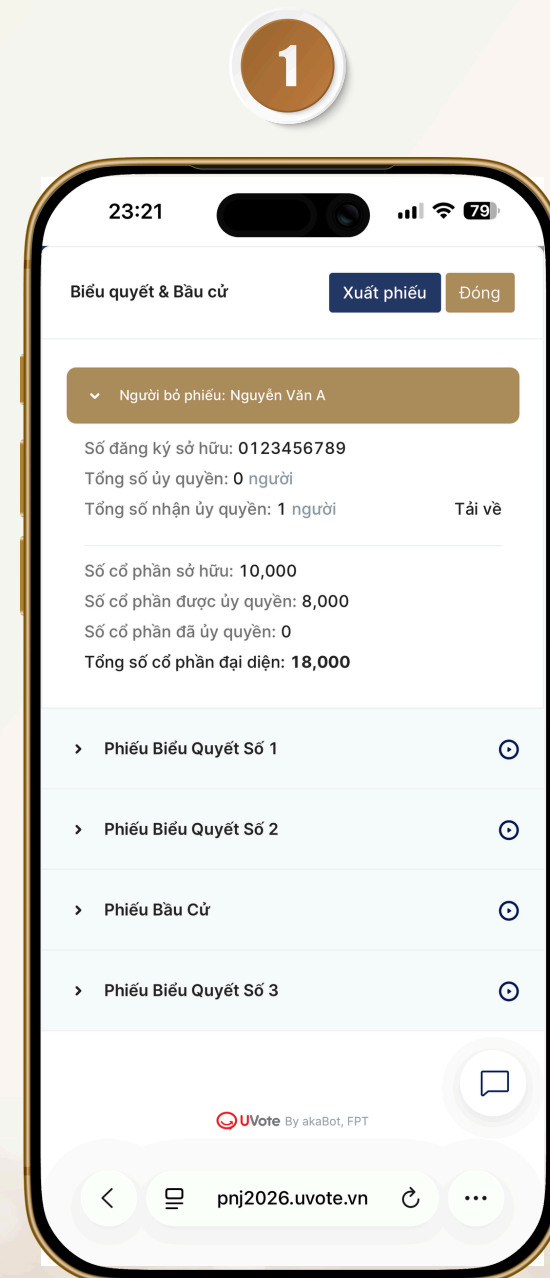 1
23:21
79
Biểu quyết & Bầu cử
Xuất phiếu
Đóng
Người bỏ phiếu: Nguyễn Văn A
Số đăng ký sở hữu: 0123456789
Tổng số ủy quyền: 0 người
Tổng số nhận ủy quyền: 1 người
Tải về
Số cổ phần sở hữu: 10,000
Số cổ phần được ủy quyền: 8,000
Số cổ phần đã ủy quyền: 0
Tổng số cổ phần đại diện: 18,000
Phiếu Biểu Quyết Số 1
Phiếu Biểu Quyết Số 2
Phiếu Bầu Cử
Phiếu Biểu Quyết Số 3
UVote By akaBot, FPT
pnj2026.uvote.vn